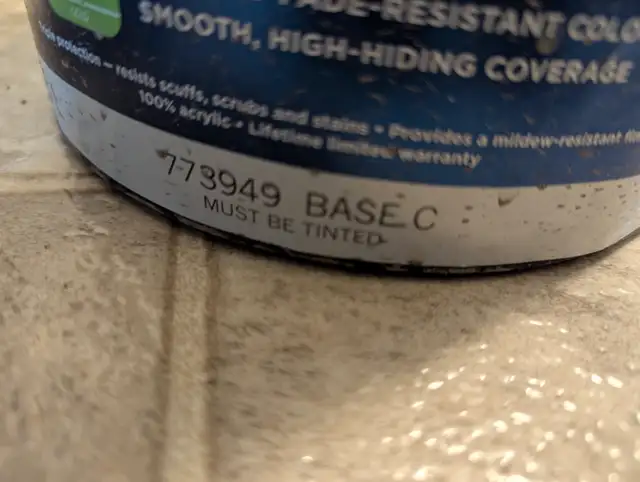 FADE-RESISTANT COLO
SMOOTH, HIGH-HIDING COVERAGE
protection – resists scuffs, scrubs and stains • Provides a mildew-resistant
100% acrylic • Lifetime limited warranty
773949 BASE C
MUST BE TINTED